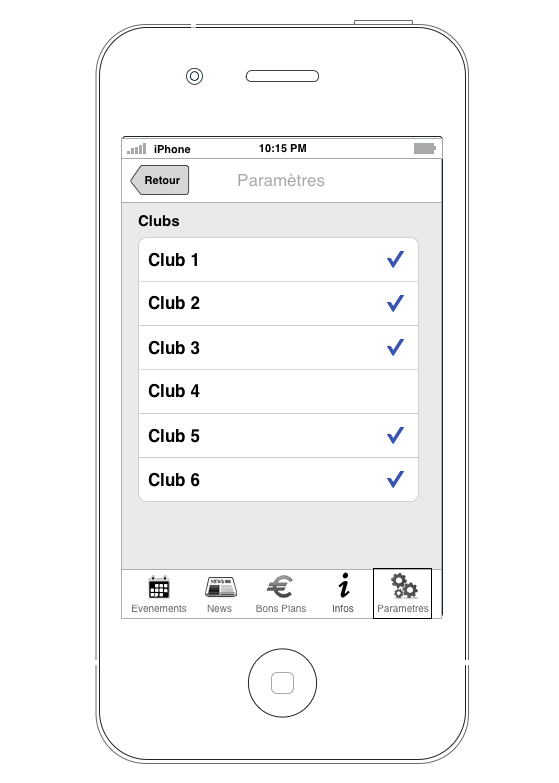 iPhone 10:15 PM
Retour Paramètres
Clubs
Club 1
Club 2
Club 3
Club 4
Club 5
Club 6
NEWS
Evenements News Bons Plans Infos Parametres